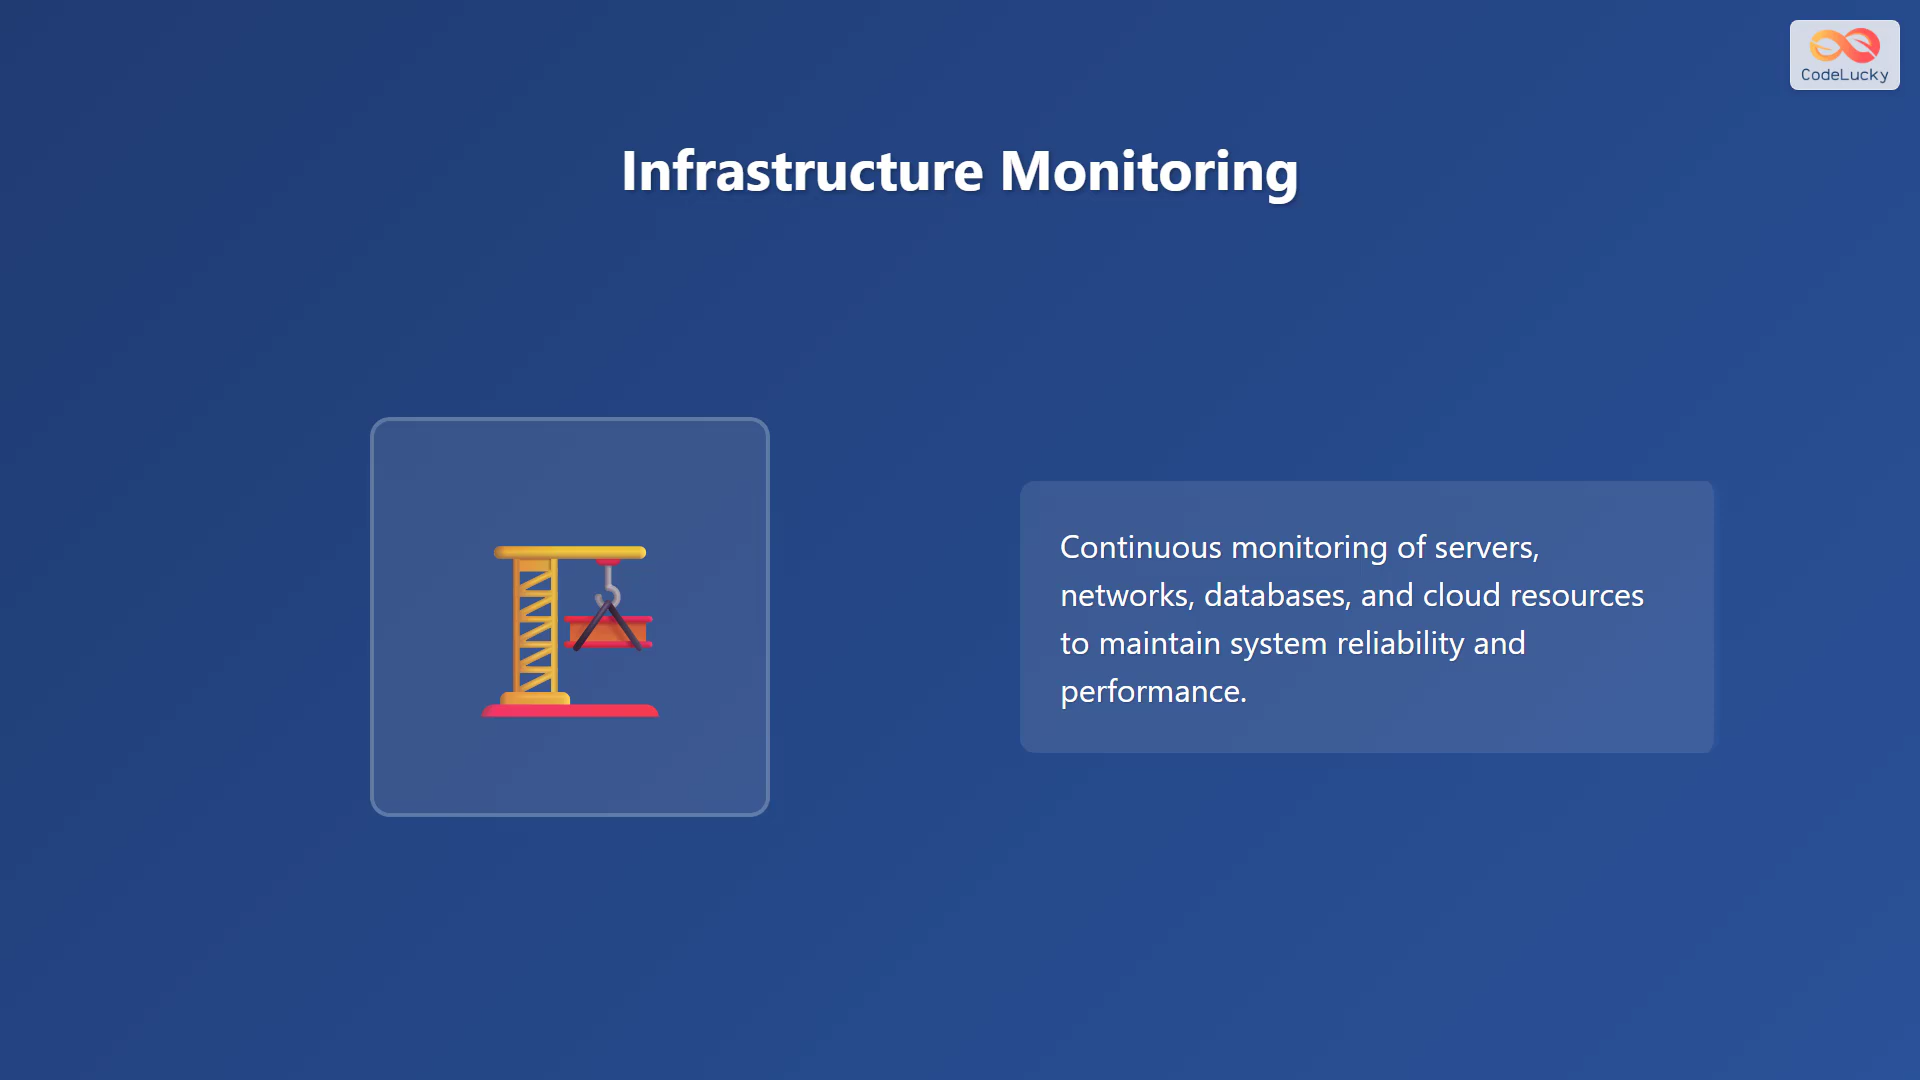 CodeLucky
Infrastructure Monitoring
Continuous monitoring of servers,
networks, databases, and cloud resources
to maintain system reliability and
performance.